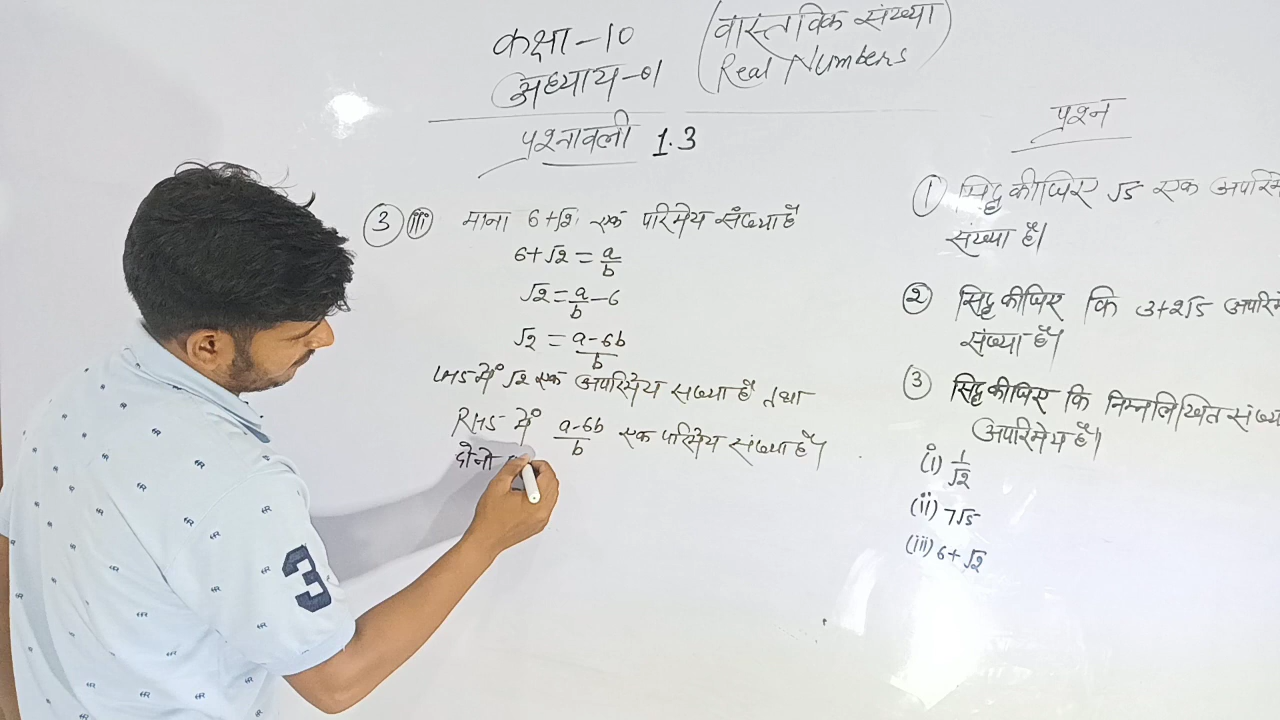 कक्षा-10
अध्याय-01
(वास्तविक संख्या)
(Real Numbers)
प्रश्नावली 1.3
③ ⅲ माना 6+√2 एक परिमेय संख्या है
6+√2 = a/b
√2 = a/b - 6
√2 = a-6b/b
LHS में √2 एक अपरिमेय संख्या है तथा
RHS में a-6b/b एक परिमेय संख्या है।
दोनो
प्रश्न
① सिद्ध कीजिए √5 एक अपरिमे
संख्या है।
② सिद्ध कीजिए कि 3+2√5 अपरिमे
संख्या है।
③ सिद्ध कीजिए कि निम्नलिखित संख्या
अपरिमेय है।
(i) 1/√2
(ii) 7√5
(iii) 6+√2
3